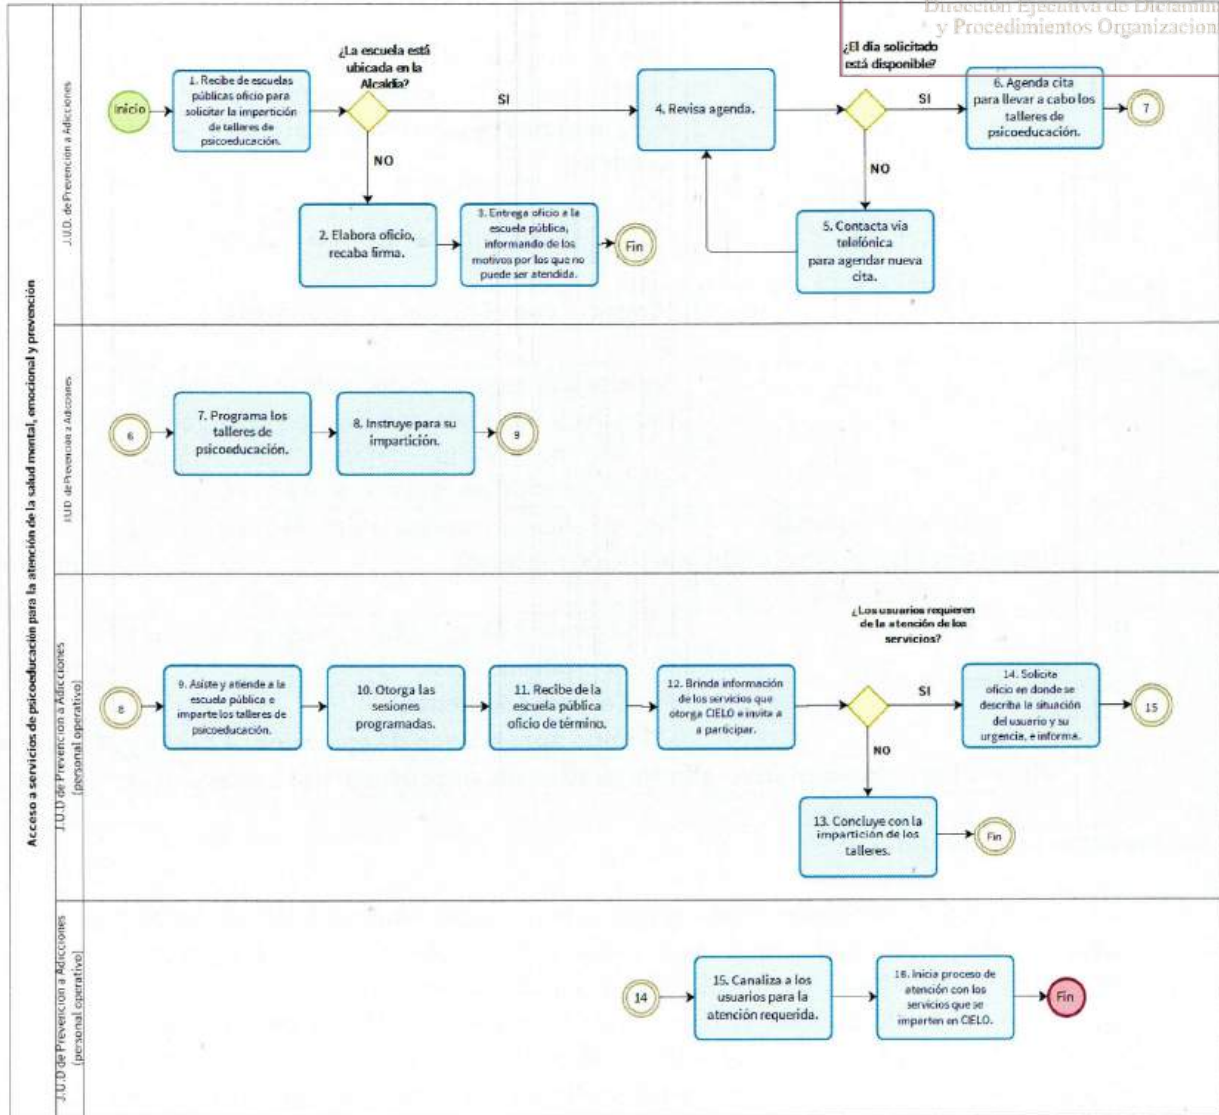 Dirección Ejecutiva de Dictamin
y Procedimientos Organizacion
Acceso a servicios de psicoeducación para la atención de la salud mental, emocional y prevención
J.U.D. de Prevención a Adicciones
Inicio
1. Recibe de escuelas
públicas oficio para
solicitar la impartición
de talleres de
psicoeducación.
¿La escuela está
ubicada en la
Alcaldía?
SI
NO
2. Elabora oficio,
recaba firma.
3. Entrega oficio a la
escuela pública,
informando de los
motivos por los que no
puede ser atendida.
Fin
4. Revisa agenda.
¿El día solicitado
está disponible?
SI
NO
5. Contacta vía
telefónica
para agendar nueva
cita.
6. Agenda cita
para llevar a cabo los
talleres de
psicoeducación.
7
J.U.D. de Prevención a Adicciones
6
7. Programa los
talleres de
psicoeducación.
8. Instruye para su
impartición.
9
J.U.D de Prevención a Adicciones
(personal operativo)
8
9. Asiste y atiende a la
escuela pública e
imparte los talleres de
psicoeducación.
10. Otorga las
sesiones
programadas.
11. Recibe de la
escuela pública
oficio de término.
12. Brinda información
de los servicios que
otorga CIELO e invita a
a participar.
¿Los usuarios requieren
de la atención de los
servicios?
SI
NO
13. Concluye con la
impartición de los
talleres.
Fin
14. Solicita
oficio en donde se
describa la situación
del usuario y su
urgencia, e informa.
15
J.U.D de Prevención a Adicciones
(personal operativo)
14
15. Canaliza a los
usuarios para la
atención requerida.
16. Inicia proceso de
atención con los
servicios que se
imparten en CIELO.
Fin